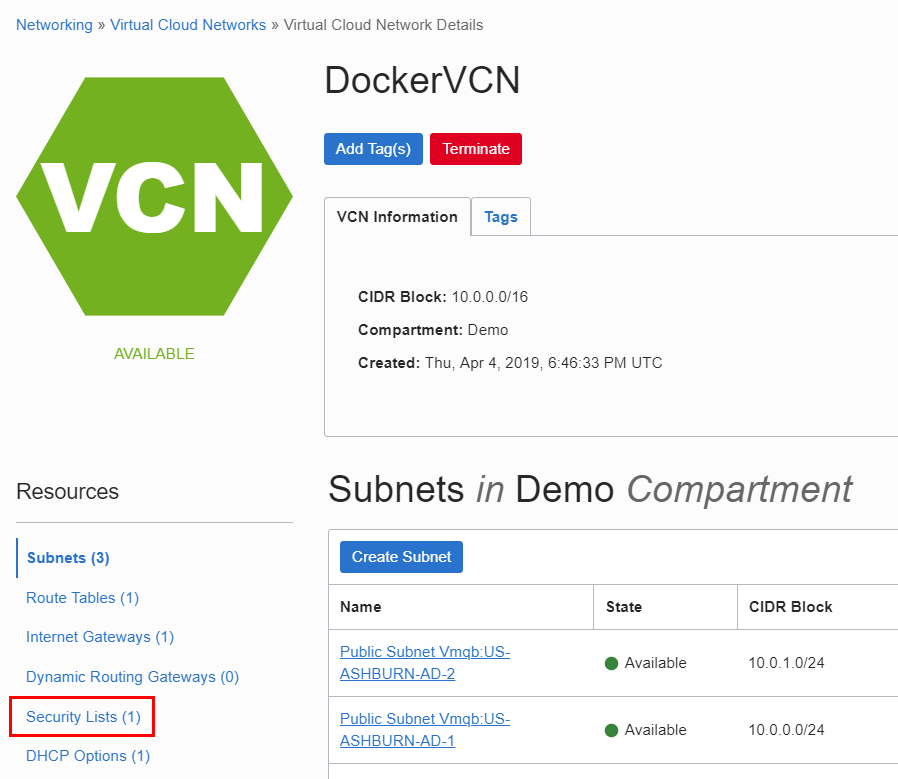 Networking » Virtual Cloud Networks » Virtual Cloud Network Details
VCN
AVAILABLE
DockerVCN
Add Tag(s) Terminate
VCN Information Tags
CIDR Block: 10.0.0.0/16
Compartment: Demo
Created: Thu, Apr 4, 2019, 6:46:33 PM UTC
Resources
Subnets (3)
Route Tables (1)
Internet Gateways (1)
Dynamic Routing Gateways (0)
Security Lists (1)
DHCP Options (1)
Subnets in Demo Compartment
Create Subnet
Name State CIDR Block
Public Subnet Vmqb:US-
ASHBURN-AD-2
Available 10.0.1.0/24
Public Subnet Vmqb:US-
ASHBURN-AD-1
Available 10.0.0.0/24